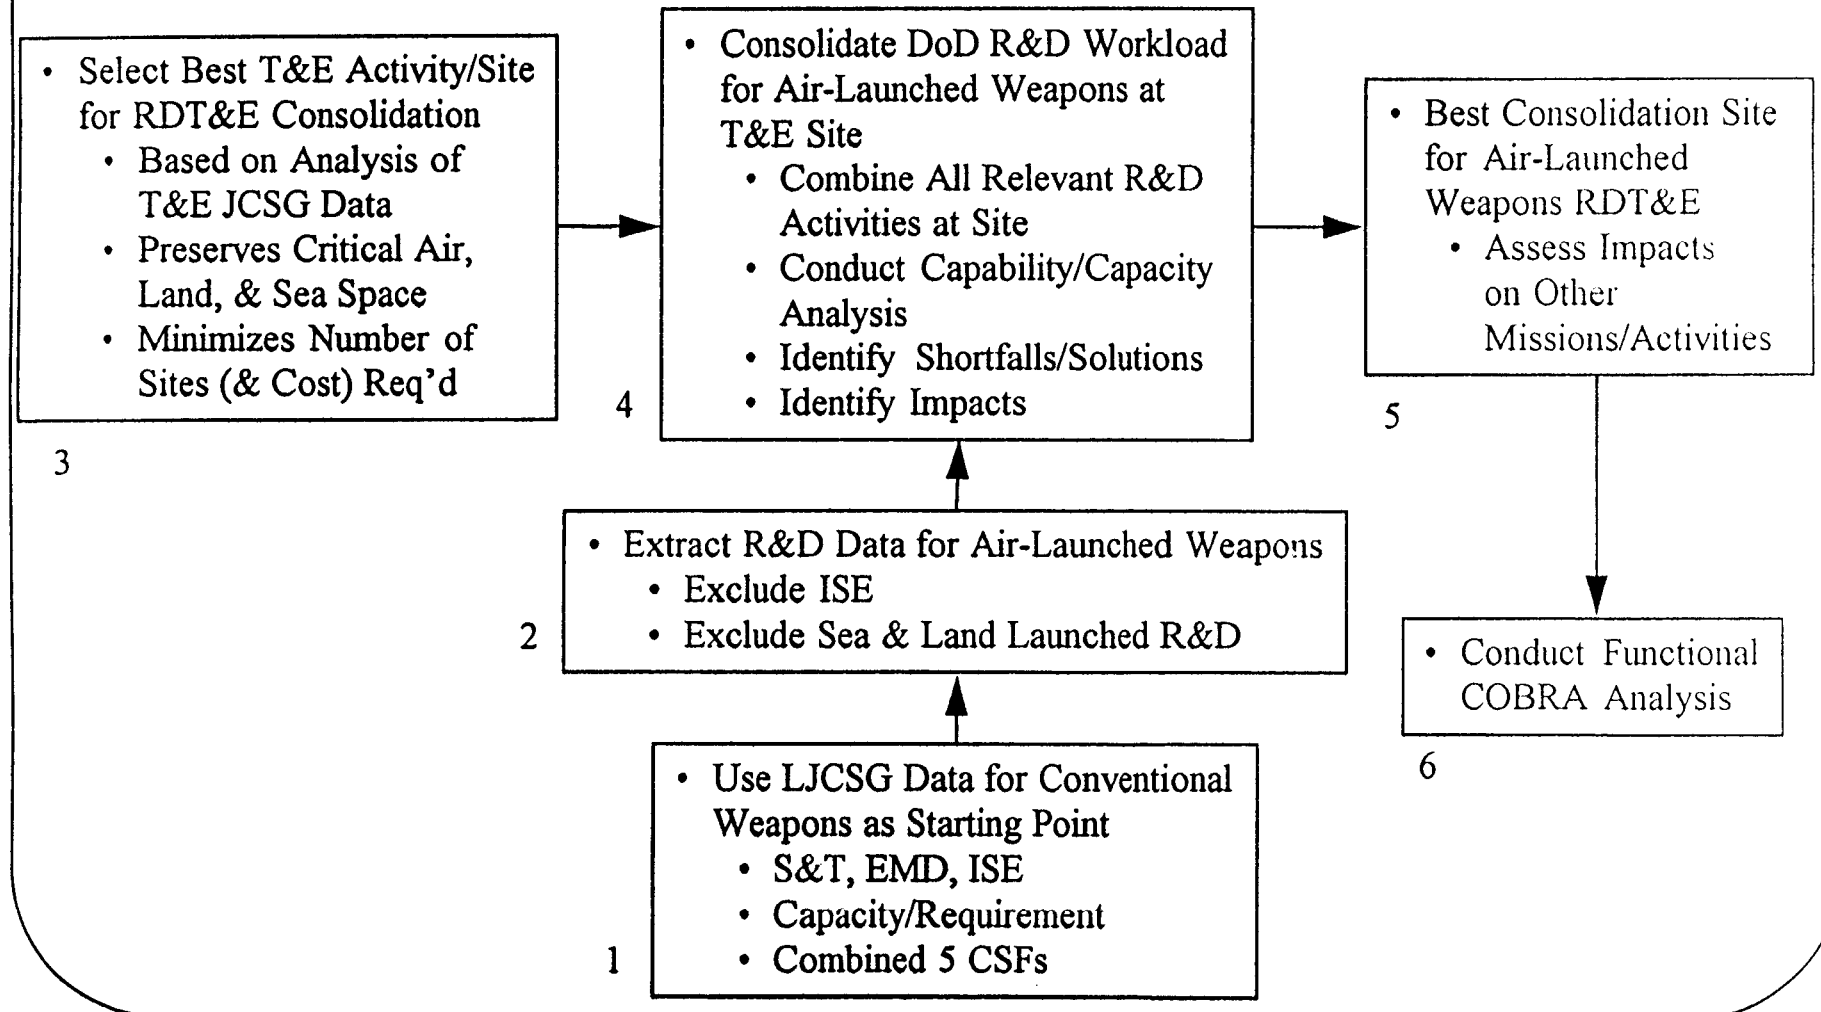 • Select Best T&E Activity/Site
for RDT&E Consolidation
• Based on Analysis of
T&E JCSG Data
• Preserves Critical Air,
Land, & Sea Space
• Minimizes Number of
Sites (& Cost) Req’d
3
• Consolidate DoD R&D Workload
for Air-Launched Weapons at
T&E Site
• Combine All Relevant R&D
Activities at Site
• Conduct Capability/Capacity
Analysis
• Identify Shortfalls/Solutions
• Identify Impacts
4
• Best Consolidation Site
for Air-Launched
Weapons RDT&E
• Assess Impacts
on Other
Missions/Activities
5
• Extract R&D Data for Air-Launched Weapons
• Exclude ISE
• Exclude Sea & Land Launched R&D
2
• Conduct Functional
COBRA Analysis
6
• Use LJCSG Data for Conventional
Weapons as Starting Point
• S&T, EMD, ISE
• Capacity/Requirement
• Combined 5 CSFs
1